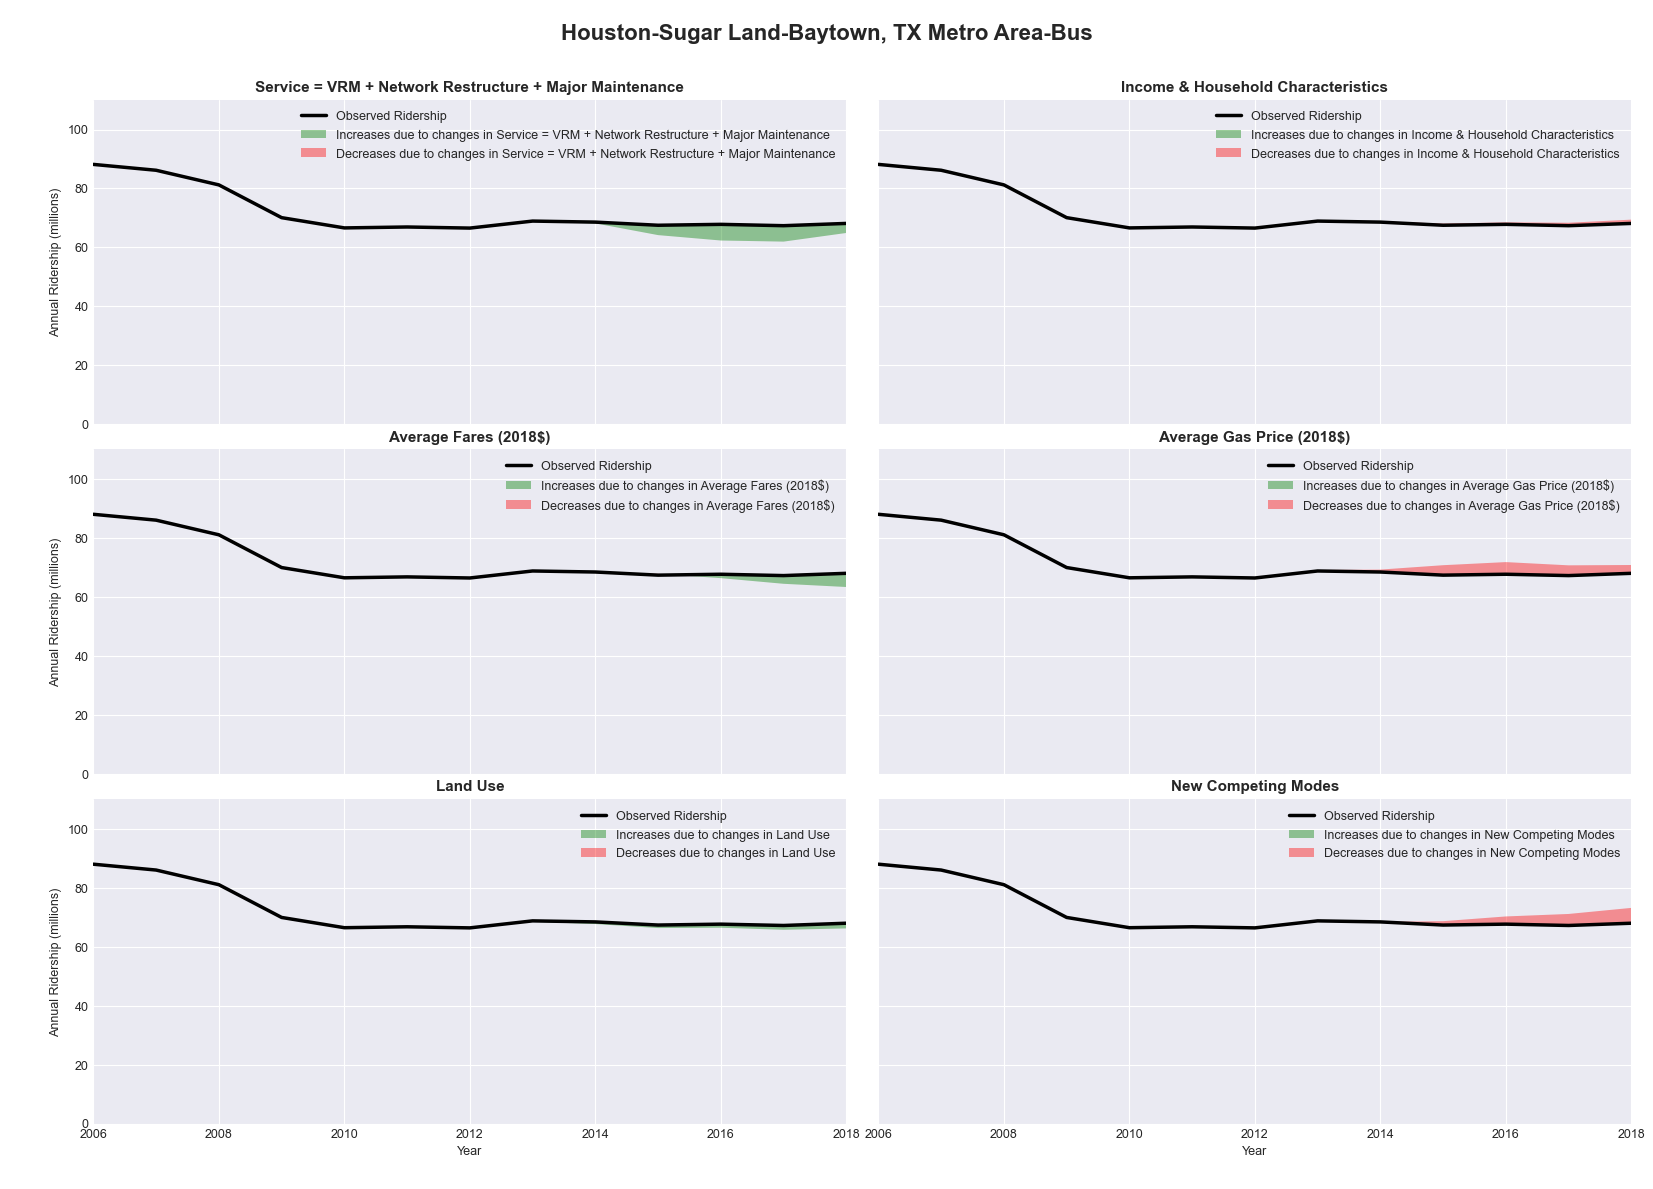 Houston-Sugar Land-Baytown, TX Metro Area-Bus
Service = VRM + Network Restructure + Major Maintenance
Observed Ridership
Increases due to changes in Service = VRM + Network Restructure + Major Maintenance
Decreases due to changes in Service = VRM + Network Restructure + Major Maintenance
100
80
60
40
20
0
Annual Ridership (millions)
Income & Household Characteristics
Observed Ridership
Increases due to changes in Income & Household Characteristics
Decreases due to changes in Income & Household Characteristics
Average Fares (2018$)
Observed Ridership
Increases due to changes in Average Fares (2018$)
Decreases due to changes in Average Fares (2018$)
100
80
60
40
20
0
Annual Ridership (millions)
Average Gas Price (2018$)
Observed Ridership
Increases due to changes in Average Gas Price (2018$)
Decreases due to changes in Average Gas Price (2018$)
Land Use
Observed Ridership
Increases due to changes in Land Use
Decreases due to changes in Land Use
100
80
60
40
20
0
Annual Ridership (millions)
2006 2008 2010 2012 2014 2016 2018
Year
New Competing Modes
Observed Ridership
Increases due to changes in New Competing Modes
Decreases due to changes in New Competing Modes
2006 2008 2010 2012 2014 2016 2018
Year